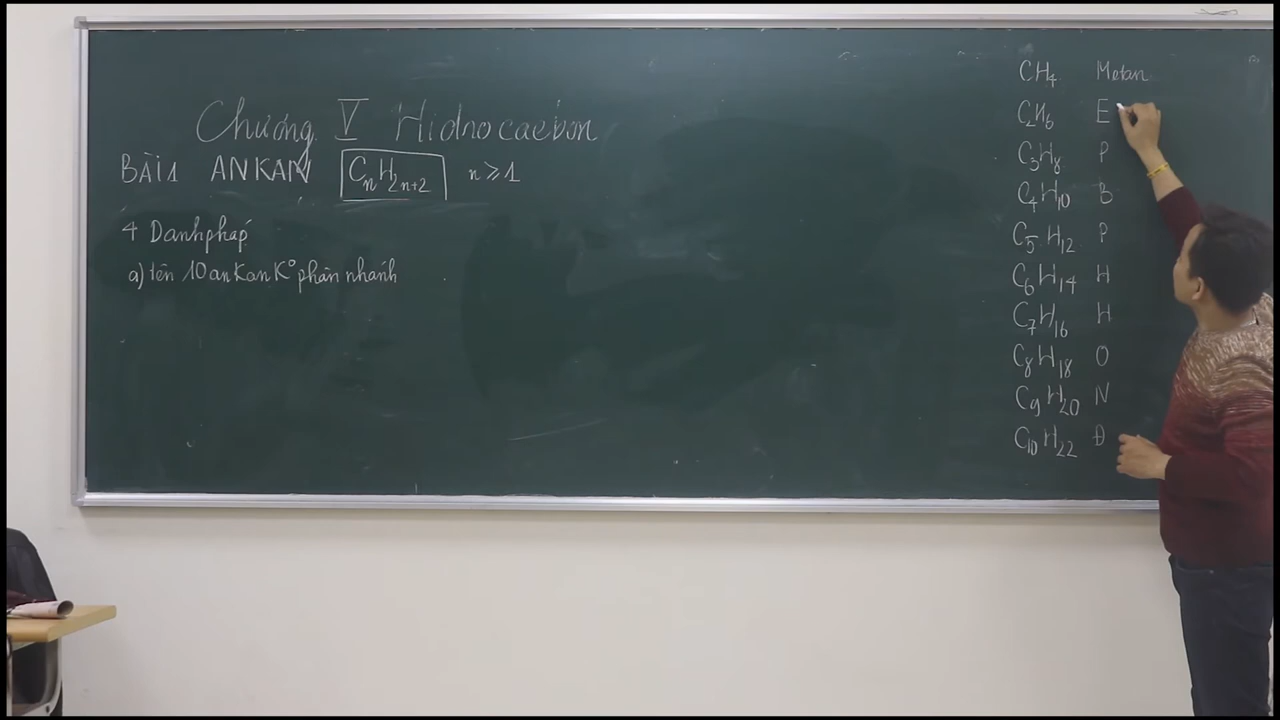 Chương V Hidrocacbon
BÀI 1 ANKAN CnH2n+2 n ≥ 1
4 Danh pháp
a) tên 10 ankan K° phân nhánh
CH4 Metan
C2H6 E
C3H8 P
C4H10 B
C5H12 P
C6H14 H
C7H16 H
C8H18 O
C9H20 N
C10H22 Đ